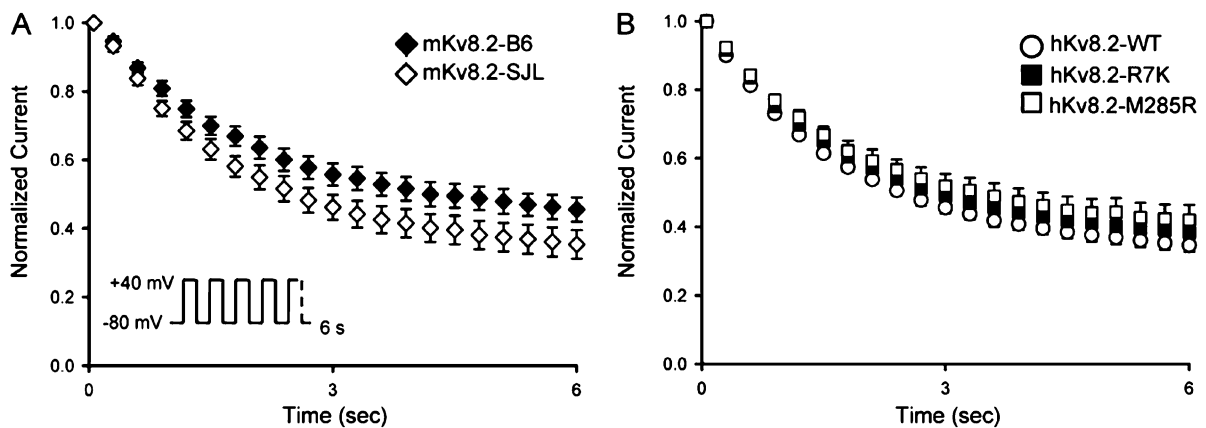 A
1.0
0.8
0.6
0.4
0.2
0.0
Normalized Current
mKv8.2-B6
mKv8.2-SJL
+40 mV
-80 mV
6 s
0
3
6
Time (sec)
B
1.0
0.8
0.6
0.4
0.2
0.0
Normalized Current
hKv8.2-WT
hKv8.2-R7K
hKv8.2-M285R
0
3
6
Time (sec)